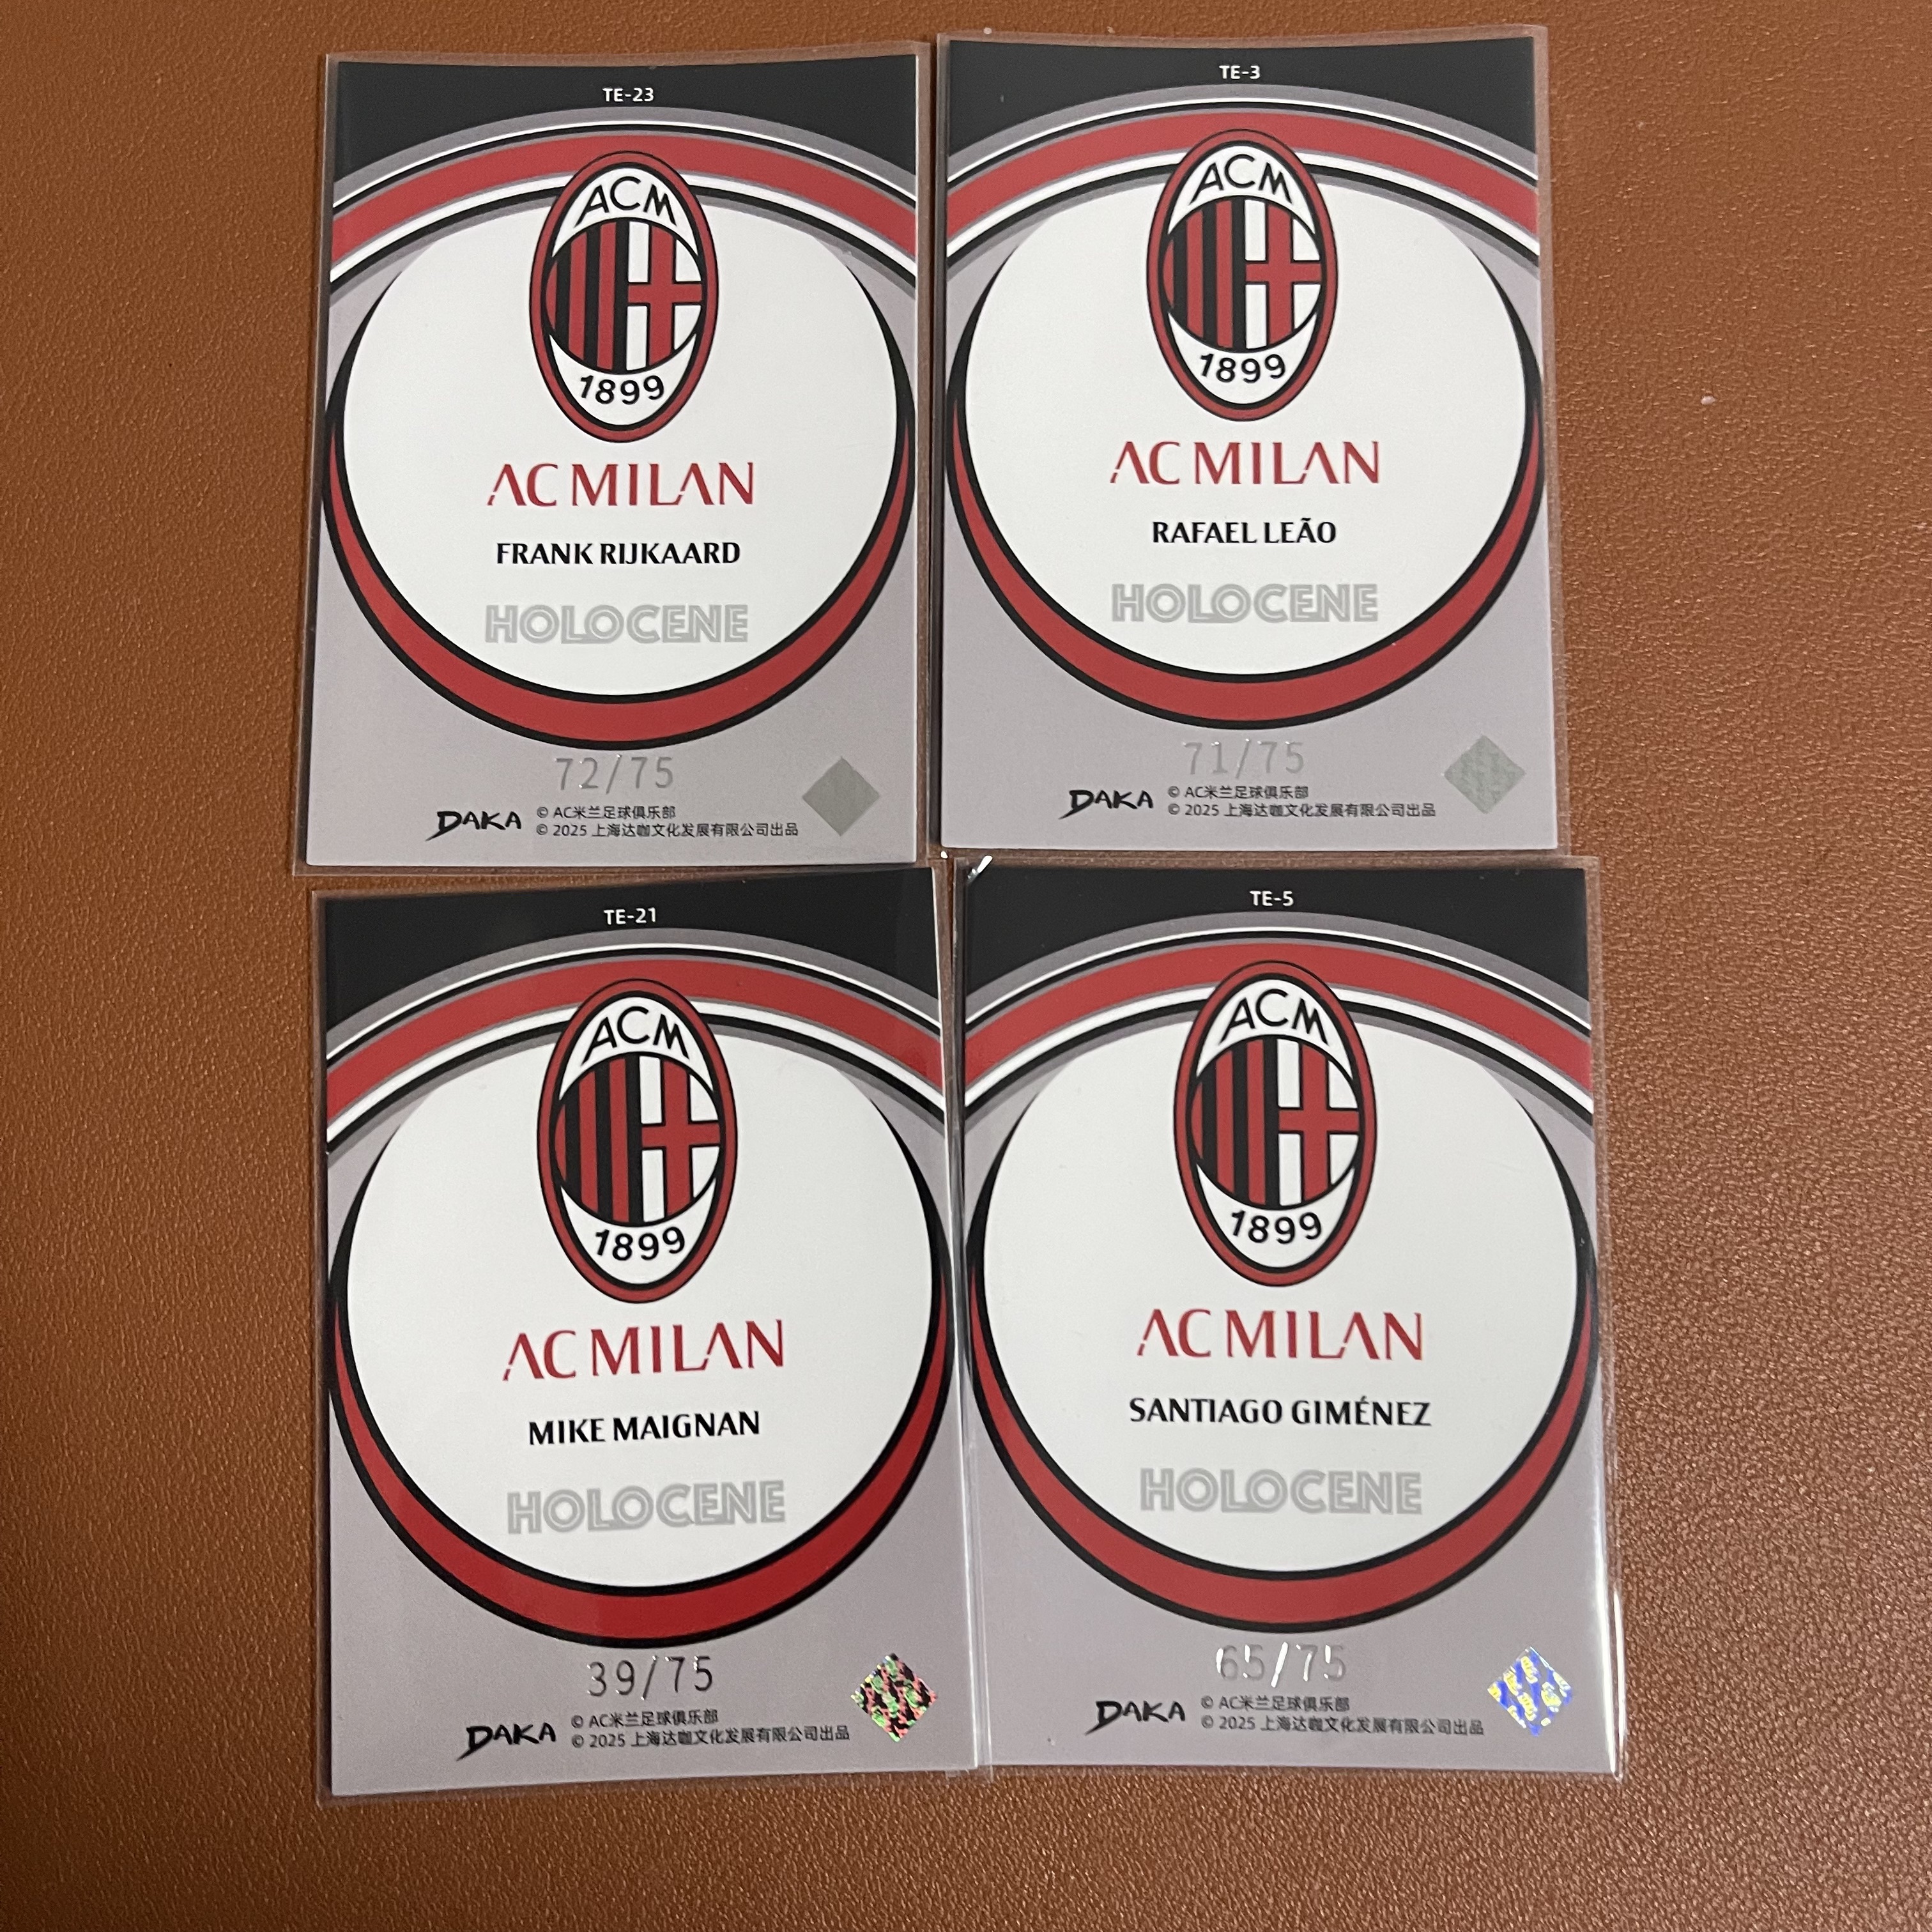 TE-23
ACM
1899
AC MILAN
FRANK RIJKAARD
HOLOCENE
72/75
DAKA
© AC米兰足球俱乐部
© 2025 上海达咖文化发展有限公司出品
TE-3
ACM
1899
AC MILAN
RAFAEL LEÃO
HOLOCENE
71/75
DAKA
© AC米兰足球俱乐部
© 2025 上海达咖文化发展有限公司出品
TE-21
ACM
1899
AC MILAN
MIKE MAIGNAN
HOLOCENE
39/75
DAKA
© AC米兰足球俱乐部
© 2025 上海达咖文化发展有限公司出品
TE-5
ACM
1899
AC MILAN
SANTIAGO GIMÉNEZ
HOLOCENE
65/75
DAKA
© AC米兰足球俱乐部
© 2025 上海达咖文化发展有限公司出品